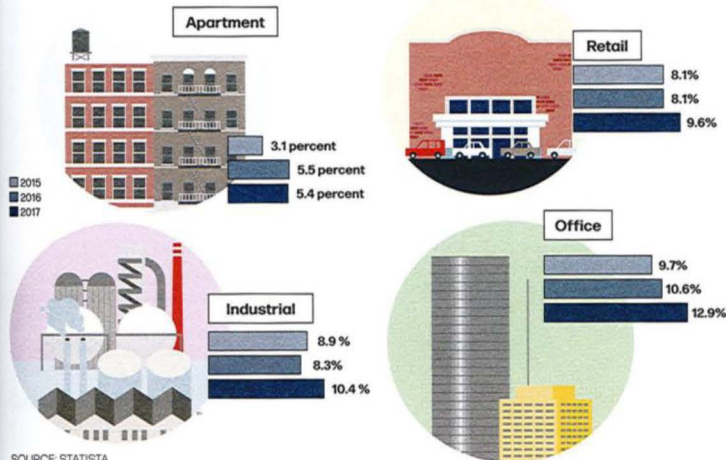 Apartment
3.1 percent
5.5 percent
5.4 percent
2015
2016
2017
Retail
8.1%
8.1%
9.6%
Industrial
8.9 %
8.3%
10.4 %
Office
9.7%
10.6%
12.9%
SOURCE: STATISTA